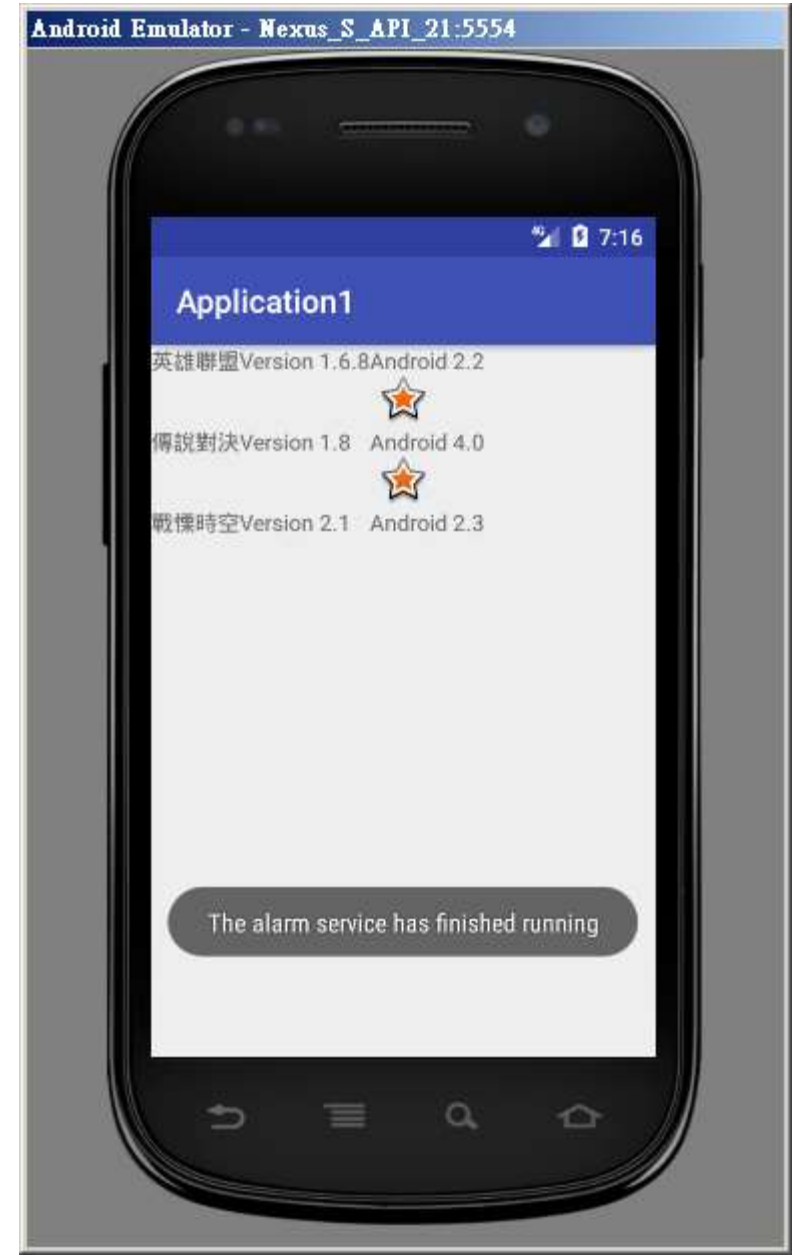 Android Emulator - Nexus_S_API_21:5554
4G 7:16
Application1
英雄聯盟Version 1.6.8Android 2.2
傳說對決Version 1.8 Android 4.0
戰慄時空Version 2.1 Android 2.3
The alarm service has finished running